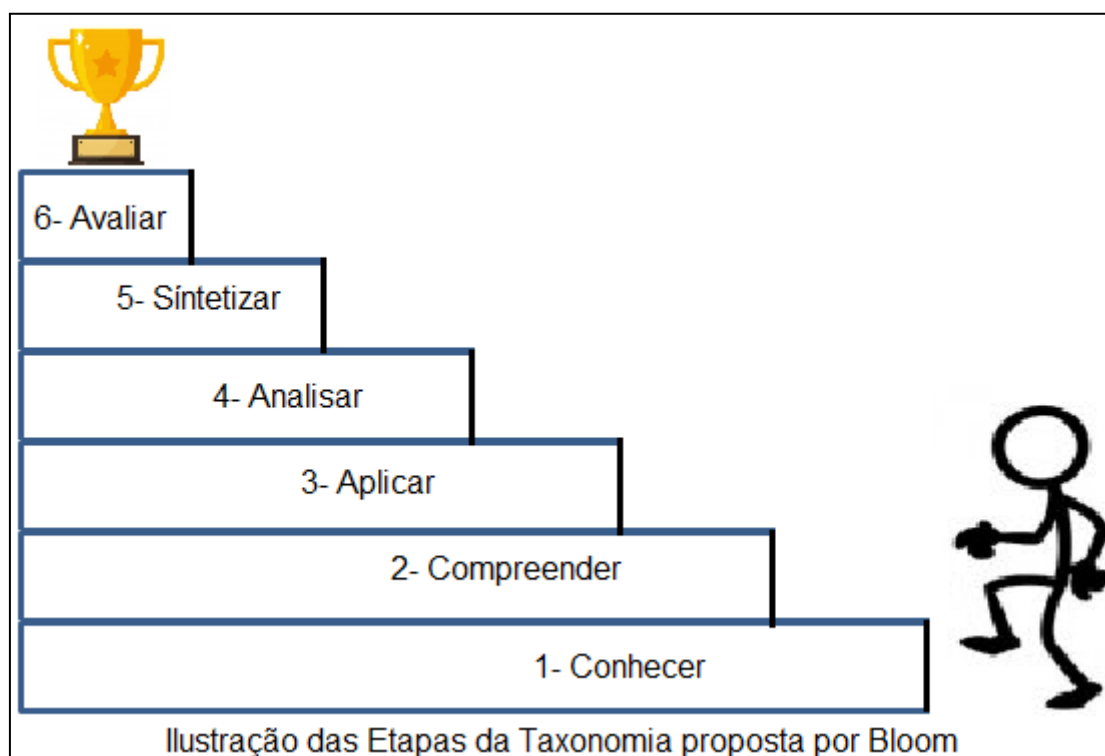 6- Avaliar
5- Síntetizar
4- Analisar
3- Aplicar
2- Compreender
1- Conhecer
Ilustração das Etapas da Taxonomia proposta por Bloom